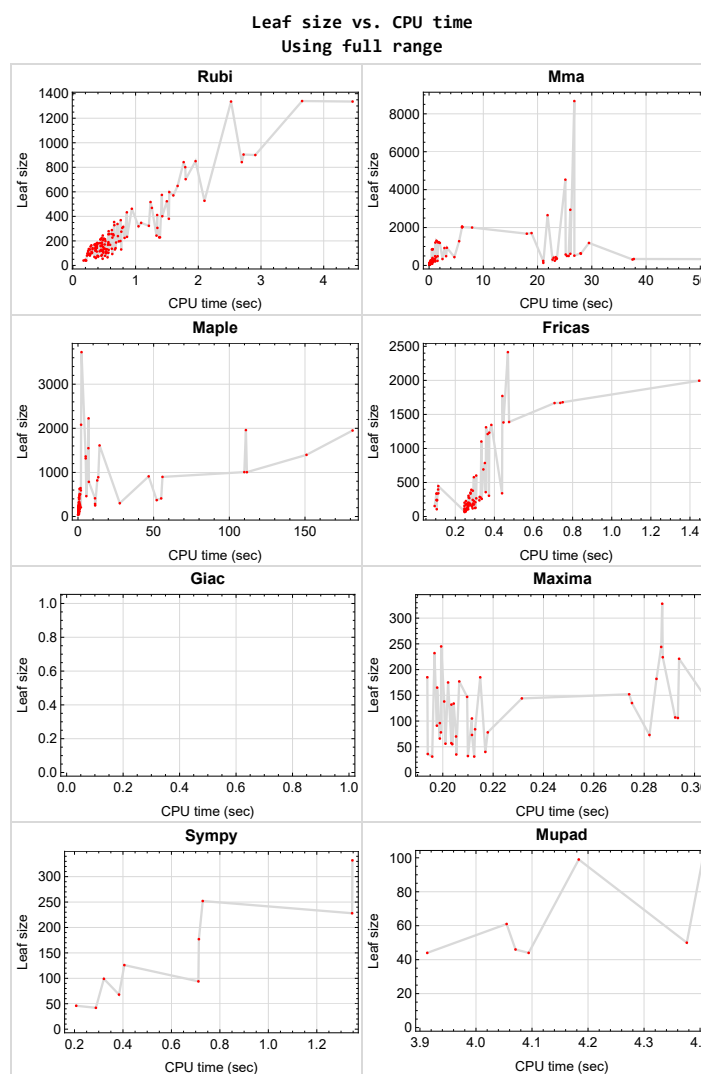 Leaf size vs. CPU time
Using full range
Rubi
Leaf size
1400
1200
1000
800
600
400
200
0
0 1 2 3 4
CPU time (sec)
Mma
Leaf size
8000
6000
4000
2000
0
0 10 20 30 40 50
CPU time (sec)
Maple
Leaf size
3000
2000
1000
0
0 50 100 150
CPU time (sec)
Fricas
Leaf size
2500
2000
1500
1000
500
0
0.2 0.4 0.6 0.8 1.0 1.2 1.4
CPU time (sec)
Giac
Leaf size
1.0
0.8
0.6
0.4
0.2
0.0
0.0 0.2 0.4 0.6 0.8 1.0
CPU time (sec)
Maxima
Leaf size
300
250
200
150
100
50
0
0.20 0.22 0.24 0.26 0.28
CPU time (sec)
Sympy
Leaf size
300
250
200
150
100
50
0
0.2 0.4 0.6 0.8 1.0 1.2
CPU time (sec)
Mupad
Leaf size
100
80
60
40
20
0
3.9 4.0 4.1 4.2 4.3
CPU time (sec)